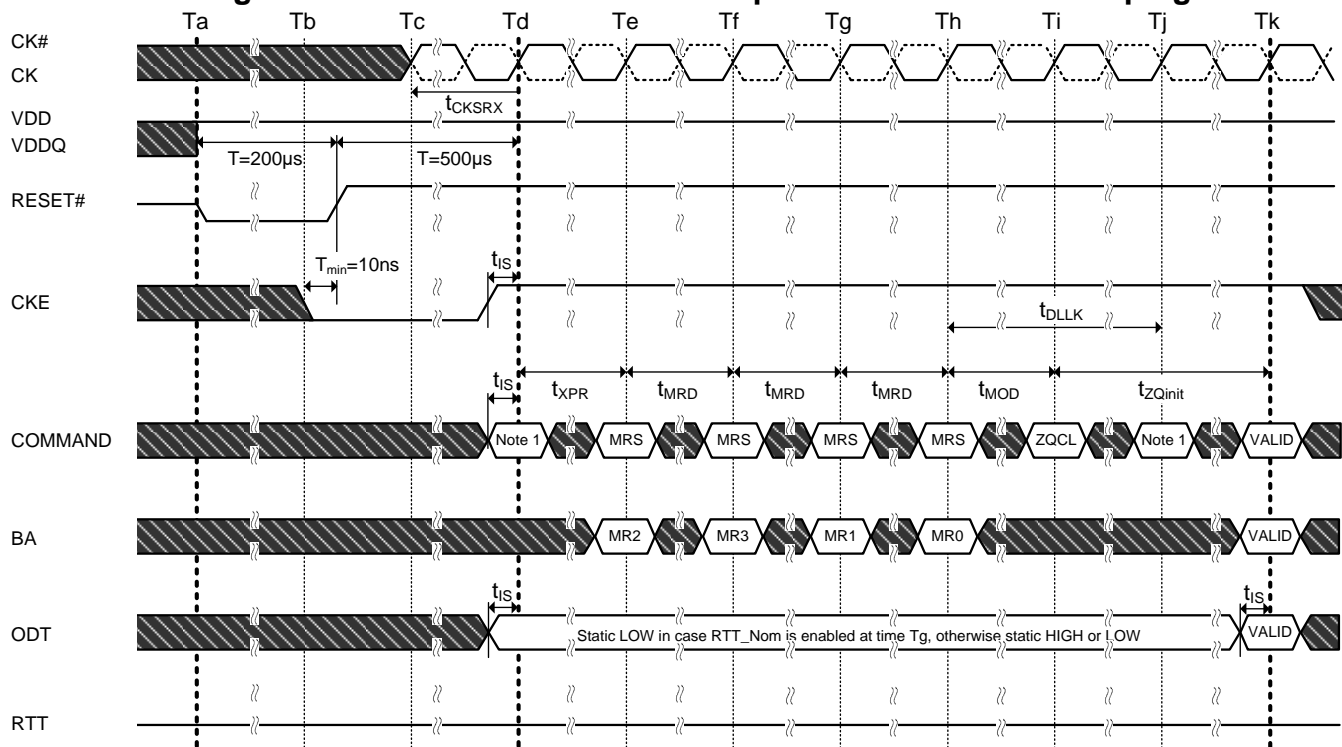 Ta Tb Tc Td Te Tf Tg Th Ti Tj Tk
CK#
CK
tCKSRX
VDD
VDDQ
T=200µs T=500µs
RESET#
Tmin=10ns tIS
CKE
tDLLK
tIS tXPR tMRD tMRD tMRD tMOD tZQinit
COMMAND Note 1 MRS MRS MRS MRS ZQCL Note 1 VALID
BA MR2 MR3 MR1 MR0 VALID
tIS tIS
ODT Static LOW in case RTT_Nom is enabled at time Tg, otherwise static HIGH or LOW VALID
RTT